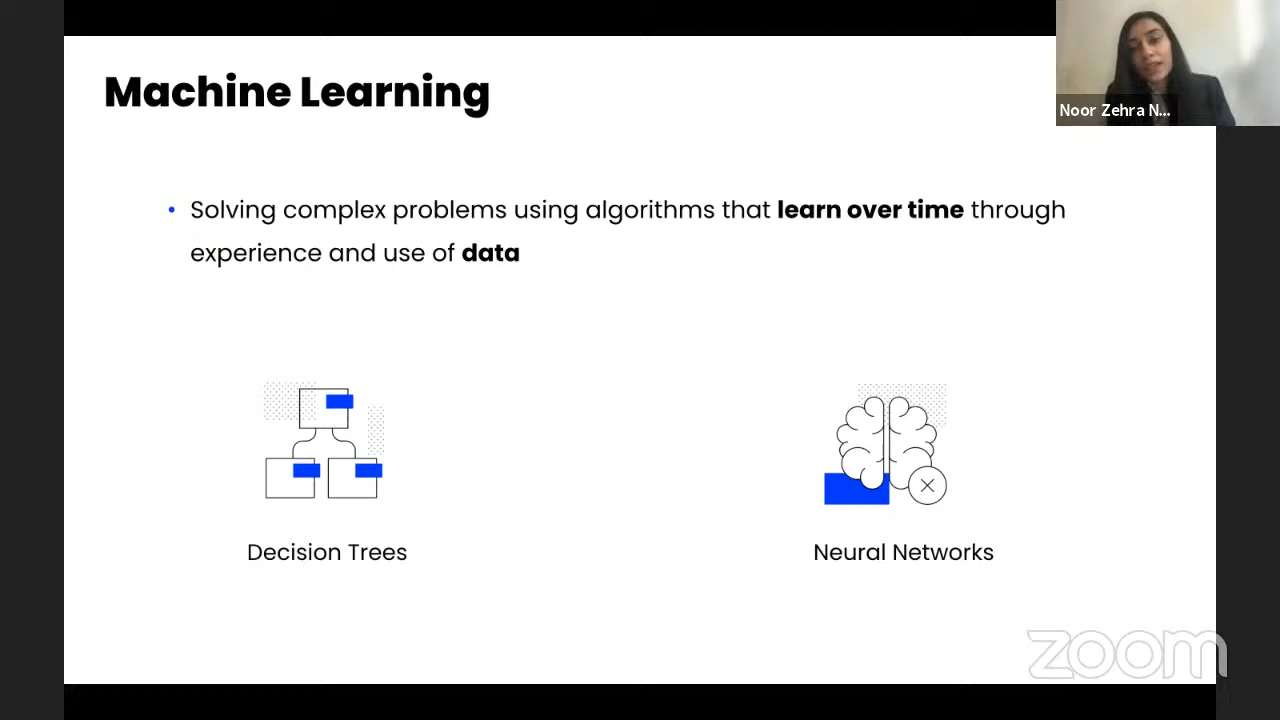 Machine Learning
Noor Zehra N...
• Solving complex problems using algorithms that learn over time through
experience and use of data
Decision Trees
Neural Networks
zoom